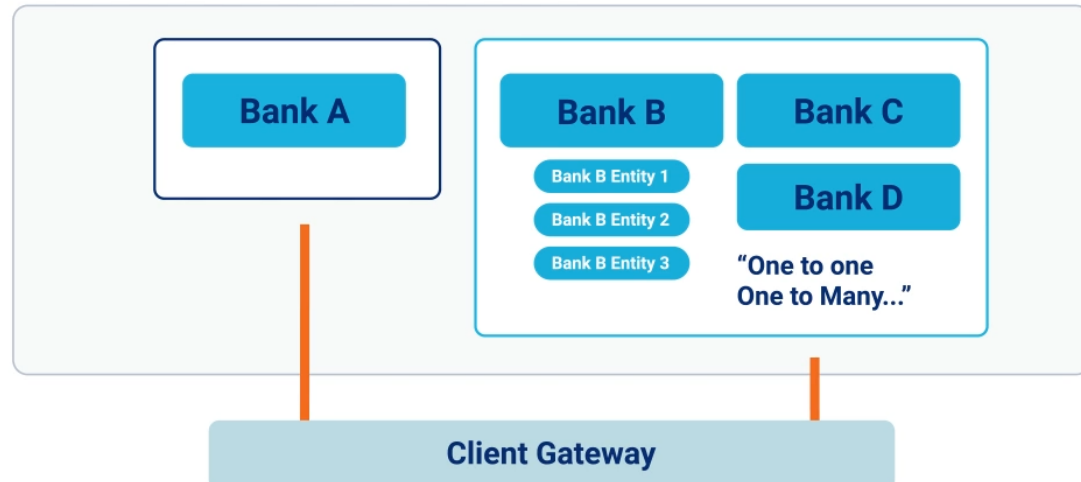 Bank A
Bank B
Bank C
Bank B Entity 1
Bank B Entity 2
Bank B Entity 3
Bank D
“One to one
One to Many...”
Client Gateway